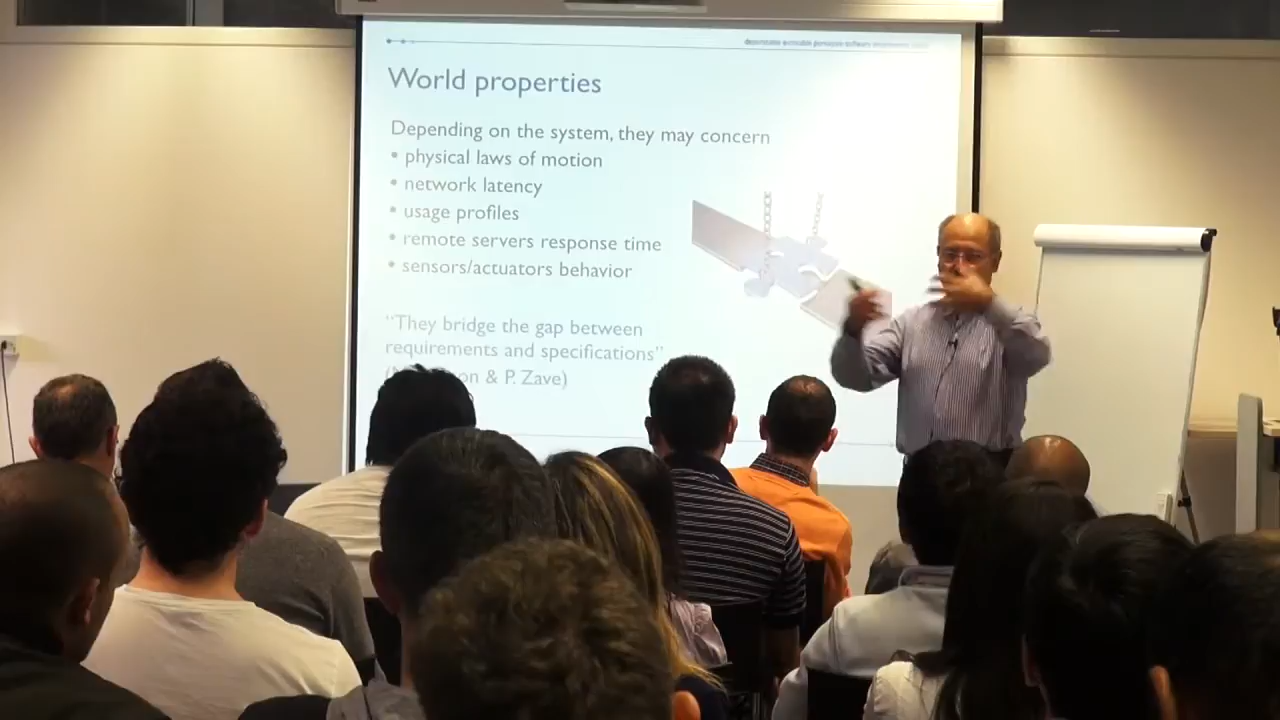 World properties
Depending on the system, they may concern
• physical laws of motion
• network latency
• usage profiles
• remote servers response time
• sensors/actuators behavior
“They bridge the gap between
requirements and specifications”
& P. Zave)